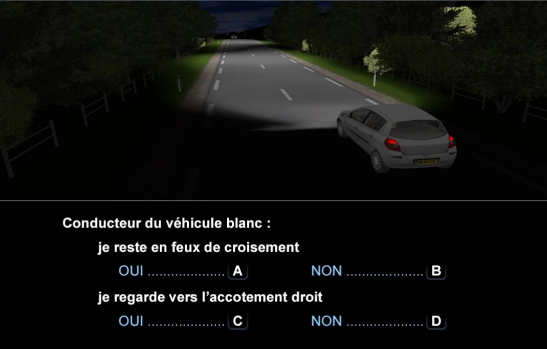 Conducteur du véhicule blanc :
je reste en feux de croisement
OUI ..................... A NON ..................... B
je regarde vers l'accotement droit
OUI ..................... C NON ..................... D